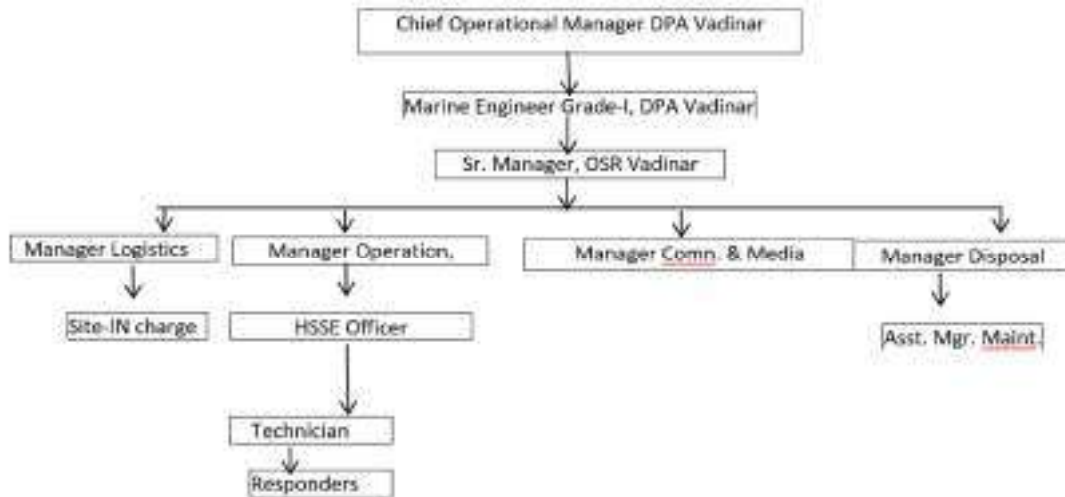 Chief Operational Manager DPA Vadinar
Marine Engineer Grade-I, DPA Vadinar
Sr. Manager, OSR Vadinar
Manager Logistics
Manager Operation,
Manager Comn. & Media
Manager Disposal
Site-IN charge
HSSE Officer
Asst. Mgr. Maint.
Technician
Responders